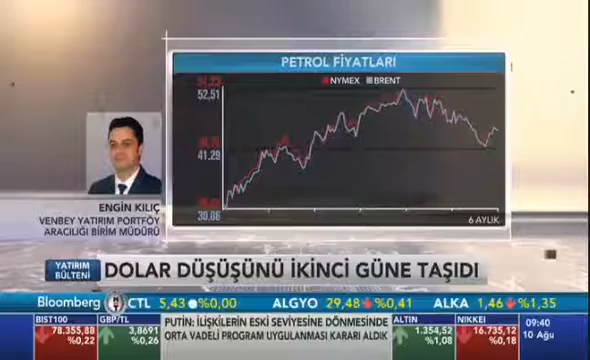 PETROL FİYATLARI
NYMEX BRENT
52,51
41,29
30,08
6 AYLIK
ENGİN KILIÇ
VENBEY YATIRIM PORTFÖY
ARACILIĞI BİRİM MÜDÜRÜ
YATIRIM
BÜLTENİ
DOLAR DÜŞÜŞÜNÜ İKİNCİ GÜNE TAŞIDI
Bloomberg CTL 5,43 %0,00 ALGYO 29,48 %0,41 ALKA 1,46 %1,35
BIST100 GBP/TL ALTIN NIKKEI
78.355,88 3,8691 1.354,52 16.735,12
%0,22 %0,26 %1,08 %0,18
PUTİN: İLİŞKİLERİN ESKİ SEVİYESİNE DÖNMESİNDE
ORTA VADELİ PROGRAM UYGULANMASI KARARI ALDIK
09:40
10 Ağu